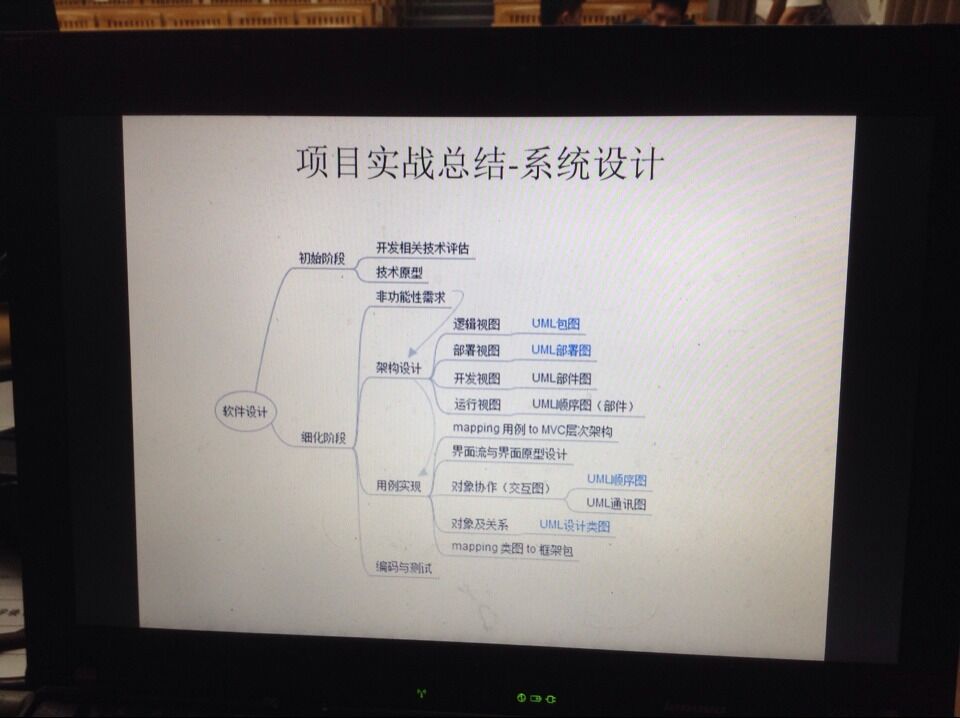 项目实战总结-系统设计
软件设计
初始阶段
开发相关技术评估
技术原型
细化阶段
非功能性需求
架构设计
逻辑视图 UML包图
部署视图 UML部署图
开发视图 UML部件图
运行视图 UML顺序图（部件）
用例实现
mapping 用例 to MVC层次架构
界面流与界面原型设计
对象协作（交互图） UML顺序图
UML通讯图
对象及关系 UML设计类图
mapping 类图 to 框架包
编码与测试